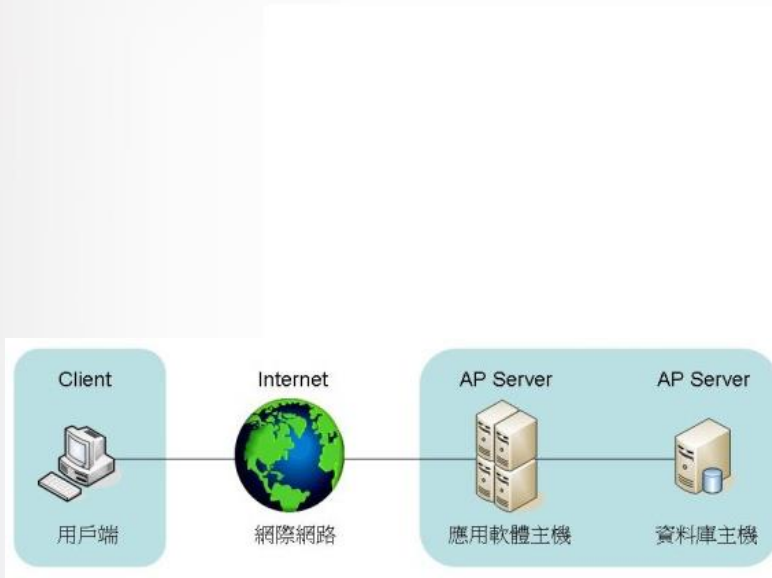 Client
Internet
AP Server
AP Server
用戶端
網際網路
應用軟體主機
資料庫主機